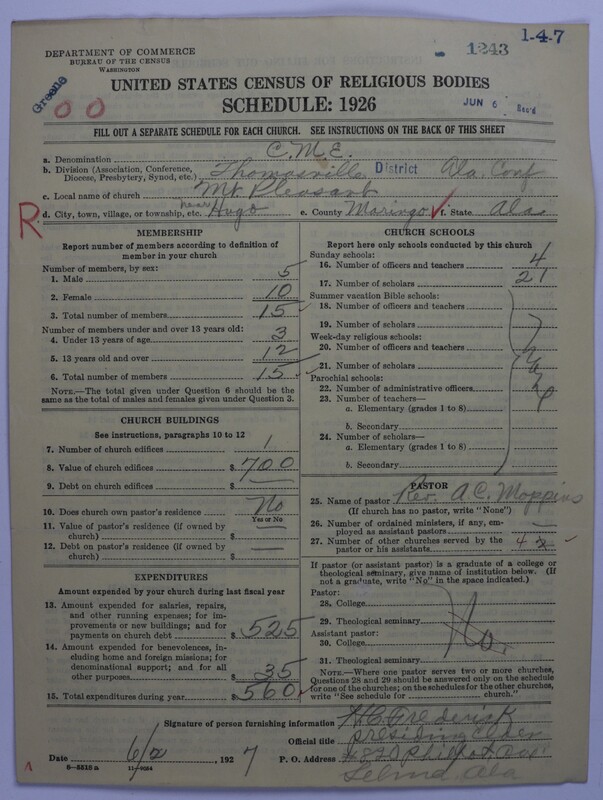 1-4-7
1243
DEPARTMENT OF COMMERCE
BUREAU OF THE CENSUS
WASHINGTON
Greene
00
UNITED STATES CENSUS OF RELIGIOUS BODIES
SCHEDULE: 1926
JUN 6 Rec'd
FILL OUT A SEPARATE SCHEDULE FOR EACH CHURCH. SEE INSTRUCTIONS ON THE BACK OF THIS SHEET
a. Denomination C.M.E.
b. Division (Association, Conference, Diocese, Presbytery, Synod, etc.) Thomasville District Ala. Conf
c. Local name of church Mt. Pleasant
R d. City, town, village, or township, etc. near Hugo e. County Maringo f. State Ala
MEMBERSHIP
Report number of members according to definition of
member in your church
Number of members, by sex:
1. Male 5
2. Female 10
3. Total number of members 15
Number of members under and over 13 years old:
4. Under 13 years of age 3
5. 13 years old and over 12
6. Total number of members 15
NOTE.—The total given under Question 6 should be
the same as the total of males and females given under Question 3.
CHURCH BUILDINGS
See instructions, paragraphs 10 to 12
7. Number of church edifices 1
8. Value of church edifices $ 700
9. Debt on church edifices $ —
10. Does church own pastor's residence? No
Yes or No
11. Value of pastor's residence (if owned by
church) $ —
12. Debt on pastor's residence (if owned by
church) $ —
EXPENDITURES
Amount expended by your church during last fiscal year
13. Amount expended for salaries, repairs,
and other running expenses; for im-
provements or new buildings; and for
payments on church debt $ 525
14. Amount expended for benevolences, in-
cluding home and foreign missions; for
denominational support; and for all
other purposes $ 35
15. Total expenditures during year $ 560
CHURCH SCHOOLS
Report here only schools conducted by this church
Sunday schools:
16. Number of officers and teachers 4
17. Number of scholars 21
Summer vacation Bible schools:
18. Number of officers and teachers
19. Number of scholars
Week-day religious schools:
20. Number of officers and teachers
21. Number of scholars
Parochial schools:
22. Number of administrative officers
23. Number of teachers—
a. Elementary (grades 1 to 8)
b. Secondary
24. Number of scholars—
a. Elementary (grades 1 to 8)
b. Secondary
PASTOR
25. Name of pastor Rev. A C. Moppins
(If church has no pastor, write "None")
26. Number of ordained ministers, if any, em-
ployed as assistant pastors —
27. Number of other churches served by the
pastor or his assistants 4
If pastor (or assistant pastor) is a graduate of a college or
theological seminary, give name of institution below. (If
not a graduate, write "No" in the space indicated.)
Pastor:
28. College
29. Theological seminary
No.
Assistant pastor:
30. College
31. Theological seminary
NOTE.—Where one pastor serves two or more churches,
Questions 28 and 29 should be answered only on the schedule
for one of the churches; on the schedules for the other churches,
write "See schedule for church."
Signature of person furnishing information
Official title presiding Elder
Date 6/2 1927 P. O. Address
Selma, Ala
8—5518 a 11—9084